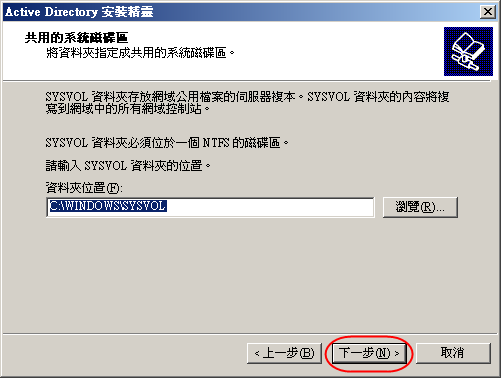 Active Directory 安裝精靈
共用的系統磁碟區
將資料夾指定成共用的系統磁碟區。
SYSVOL 資料夾存放網域公用檔案的伺服器複本。SYSVOL 資料夾的內容將複
寫到網域中的所有網域控制站。
SYSVOL 資料夾必須位於一個 NTFS 的磁碟區。
請輸入 SYSVOL 資料夾的位置。
資料夾位置(F):
C:\WINDOWS\SYSVOL
瀏覽(R)...
< 上一步(B)
下一步(N) >
取消